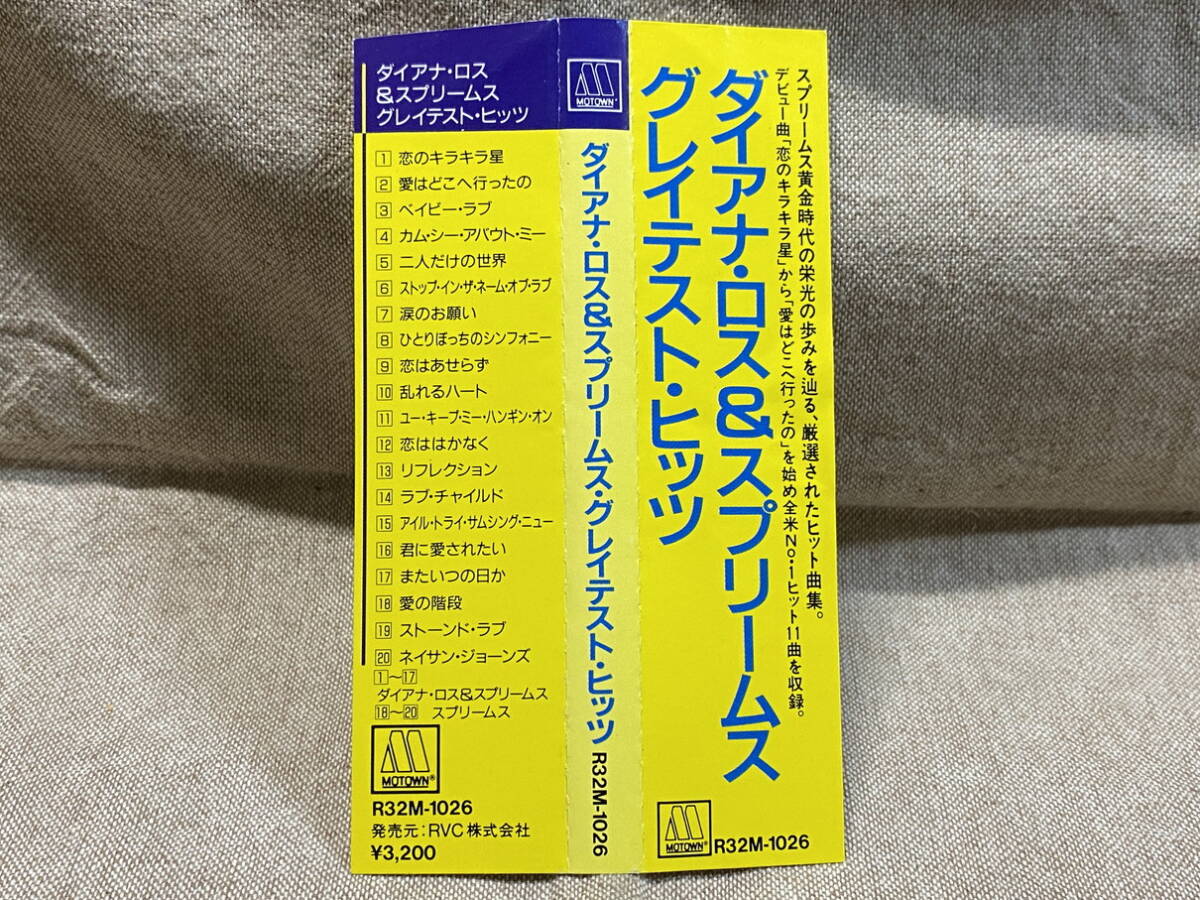 ダイアナ・ロス
&スプリームス
グレイテスト・ヒッツ
1 恋のキラキラ星
2 愛はどこへ行ったの
3 ベイビー・ラブ
4 カム・シー・アバウト・ミー
5 二人だけの世界
6 ストップ・イン・ザ・ネーム・オブ・ラブ
7 涙のお願い
8 ひとりぼっちのシンフォニー
9 恋はあせらず
10 乱れるハート
11 ユー・キープ・ミー・ハンギン・オン
12 恋ははかなく
13 リフレクション
14 ラブ・チャイルド
15 アイル・トライ・サムシング・ニュー
16 君に愛されたい
17 またいつの日か
18 愛の階段
19 ストーンド・ラブ
20 ネイサン・ジョーンズ
1〜17
ダイアナ・ロス&スプリームス
18〜20 スプリームス
MOTOWN®
R32M-1026
発売元:RVC株式会社
¥3,200
MOTOWN®
ダイアナ・ロス&スプリームス・グレイテスト・ヒッツ
R32M-1026
スプリームス黄金時代の栄光の歩みを辿る、厳選されたヒット曲集。
デビュー曲「恋のキラキラ星」から「愛はどこへ行ったの」を始め全米No.1ヒット11曲を収録。
ダイアナ・ロス&スプリームス
グレイテスト・ヒッツ
MOTOWN®
R32M-1026